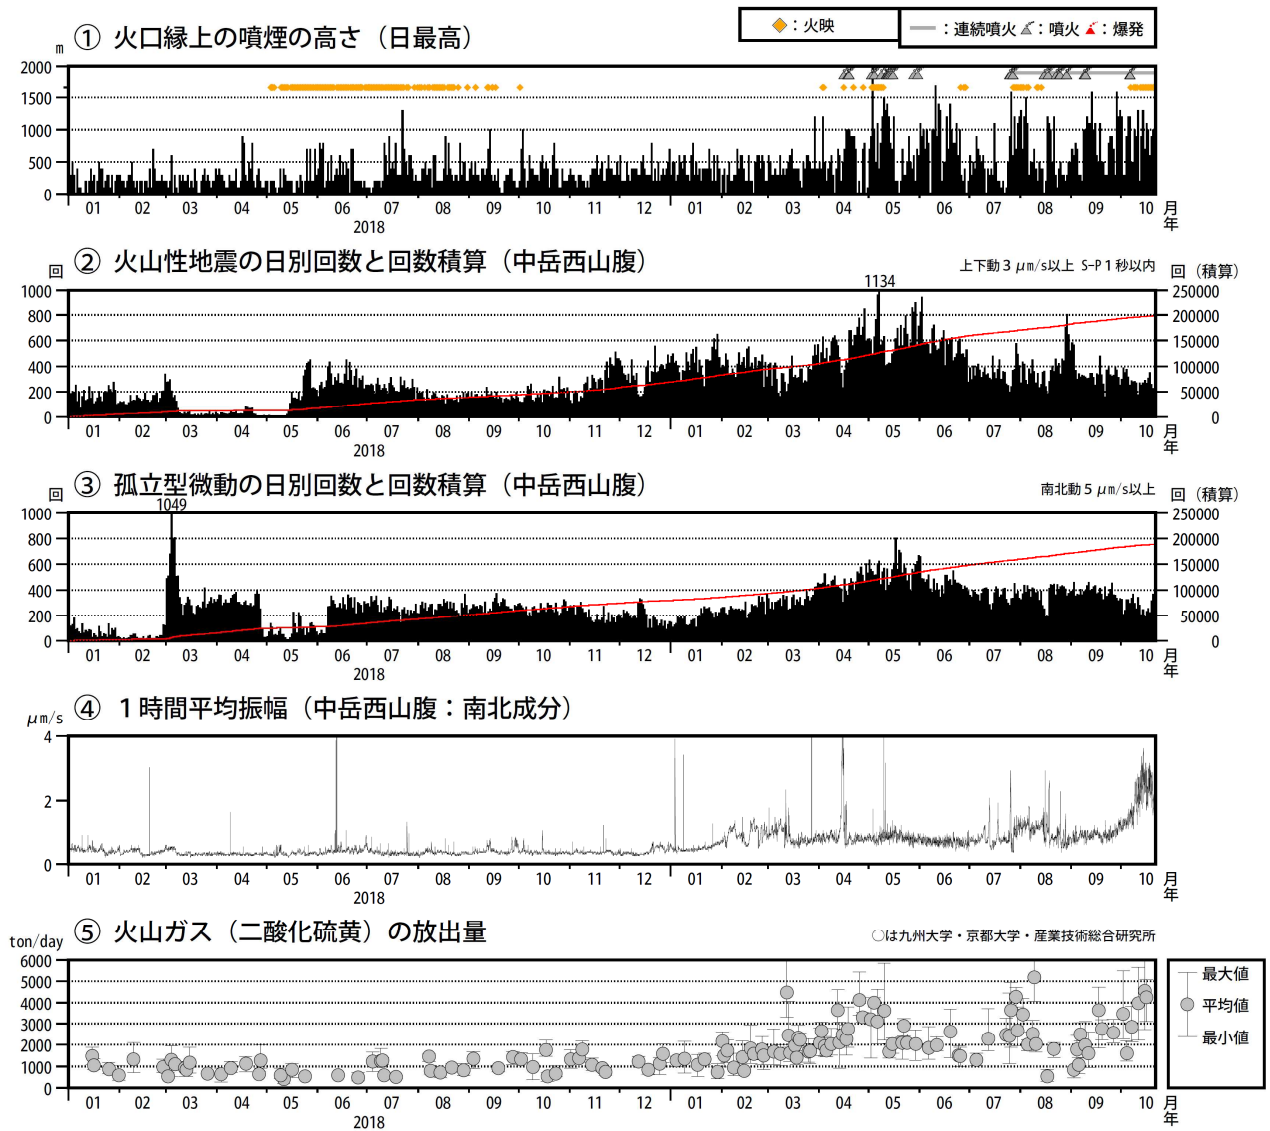 ① 火口縁上の噴煙の高さ（日最高）
◆：火映
：連続噴火 ：噴火 ：爆発
m
2000
1500
1000
500
0
01 02 03 04 05 06 07 08 09 10 11 12 01 02 03 04 05 06 07 08 09 10 月
2018 年
② 火山性地震の日別回数と回数積算（中岳西山腹）
上下動３μm/s以上 S-P１秒以内
回 回（積算）
1134
1000 250000
800 200000
600 150000
400 100000
200 50000
0 0
01 02 03 04 05 06 07 08 09 10 11 12 01 02 03 04 05 06 07 08 09 10 月
2018 年
③ 孤立型微動の日別回数と回数積算（中岳西山腹）
南北動５μm/s以上
回 回（積算）
1049
1000 250000
800 200000
600 150000
400 100000
200 50000
0 0
01 02 03 04 05 06 07 08 09 10 11 12 01 02 03 04 05 06 07 08 09 10 月
2018 年
④ １時間平均振幅（中岳西山腹：南北成分）
μm/s
4
2
0
01 02 03 04 05 06 07 08 09 10 11 12 01 02 03 04 05 06 07 08 09 10 月
2018 年
⑤ 火山ガス（二酸化硫黄）の放出量
ton/day
○は九州大学・京都大学・産業技術総合研究所
6000
5000
4000
3000
2000
1000
0
最大値
平均値
最小値
01 02 03 04 05 06 07 08 09 10 11 12 01 02 03 04 05 06 07 08 09 10 月
2018 年